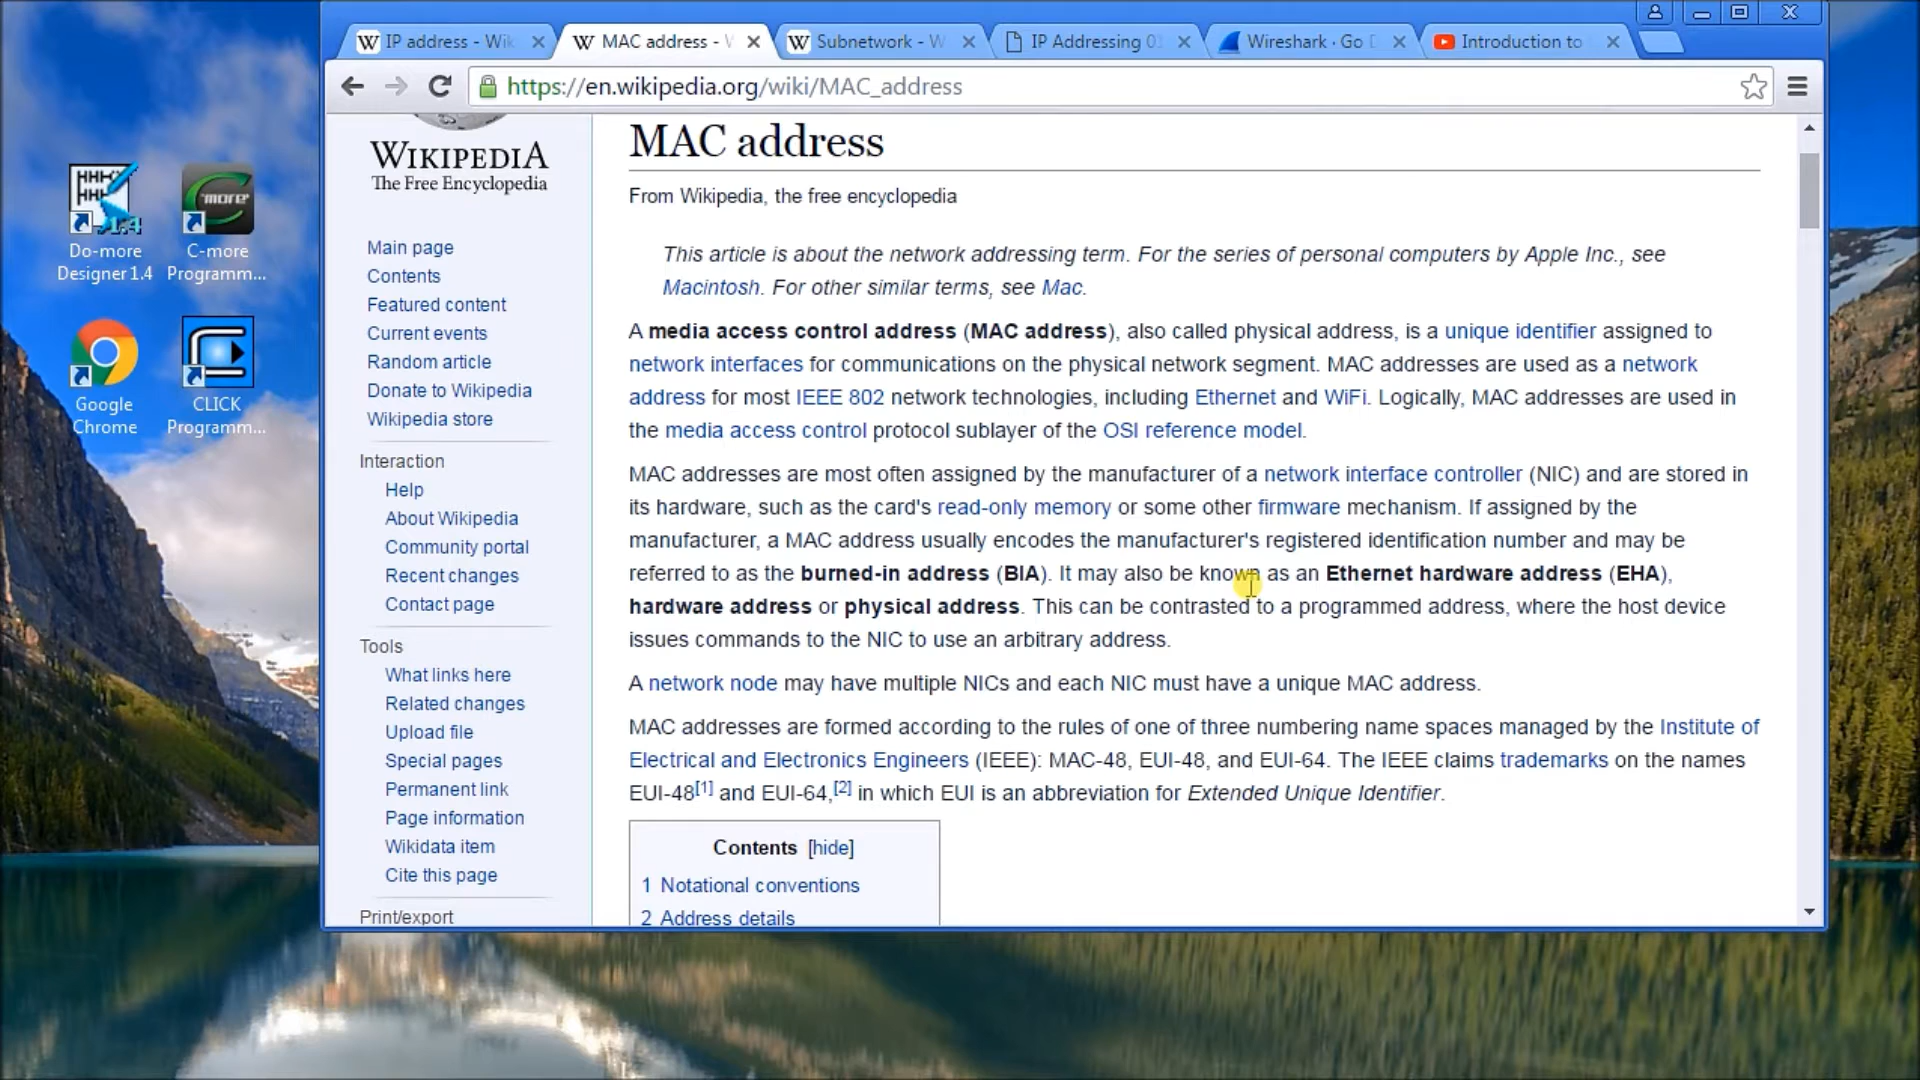 IP address - Wik
MAC address - W
Subnetwork - W
IP Addressing 01
Wireshark · Go D
Introduction to
https://en.wikipedia.org/wiki/MAC_address
WIKIPEDIA
The Free Encyclopedia
Main page
Contents
Featured content
Current events
Random article
Donate to Wikipedia
Wikipedia store
Interaction
Help
About Wikipedia
Community portal
Recent changes
Contact page
Tools
What links here
Related changes
Upload file
Special pages
Permanent link
Page information
Wikidata item
Cite this page
Print/export
MAC address
From Wikipedia, the free encyclopedia
This article is about the network addressing term. For the series of personal computers by Apple Inc., see
Macintosh. For other similar terms, see Mac.
A media access control address (MAC address), also called physical address, is a unique identifier assigned to
network interfaces for communications on the physical network segment. MAC addresses are used as a network
address for most IEEE 802 network technologies, including Ethernet and WiFi. Logically, MAC addresses are used in
the media access control protocol sublayer of the OSI reference model.
MAC addresses are most often assigned by the manufacturer of a network interface controller (NIC) and are stored in
its hardware, such as the card's read-only memory or some other firmware mechanism. If assigned by the
manufacturer, a MAC address usually encodes the manufacturer's registered identification number and may be
referred to as the burned-in address (BIA). It may also be known as an Ethernet hardware address (EHA),
hardware address or physical address. This can be contrasted to a programmed address, where the host device
issues commands to the NIC to use an arbitrary address.
A network node may have multiple NICs and each NIC must have a unique MAC address.
MAC addresses are formed according to the rules of one of three numbering name spaces managed by the Institute of
Electrical and Electronics Engineers (IEEE): MAC-48, EUI-48, and EUI-64. The IEEE claims trademarks on the names
EUI-48[1] and EUI-64,[2] in which EUI is an abbreviation for Extended Unique Identifier.
Contents [hide]
1 Notational conventions
2 Address details
1.4
Do-more
Designer 1.4
C-more
C-more
Programm...
Google
Chrome
CLICK
Programm...